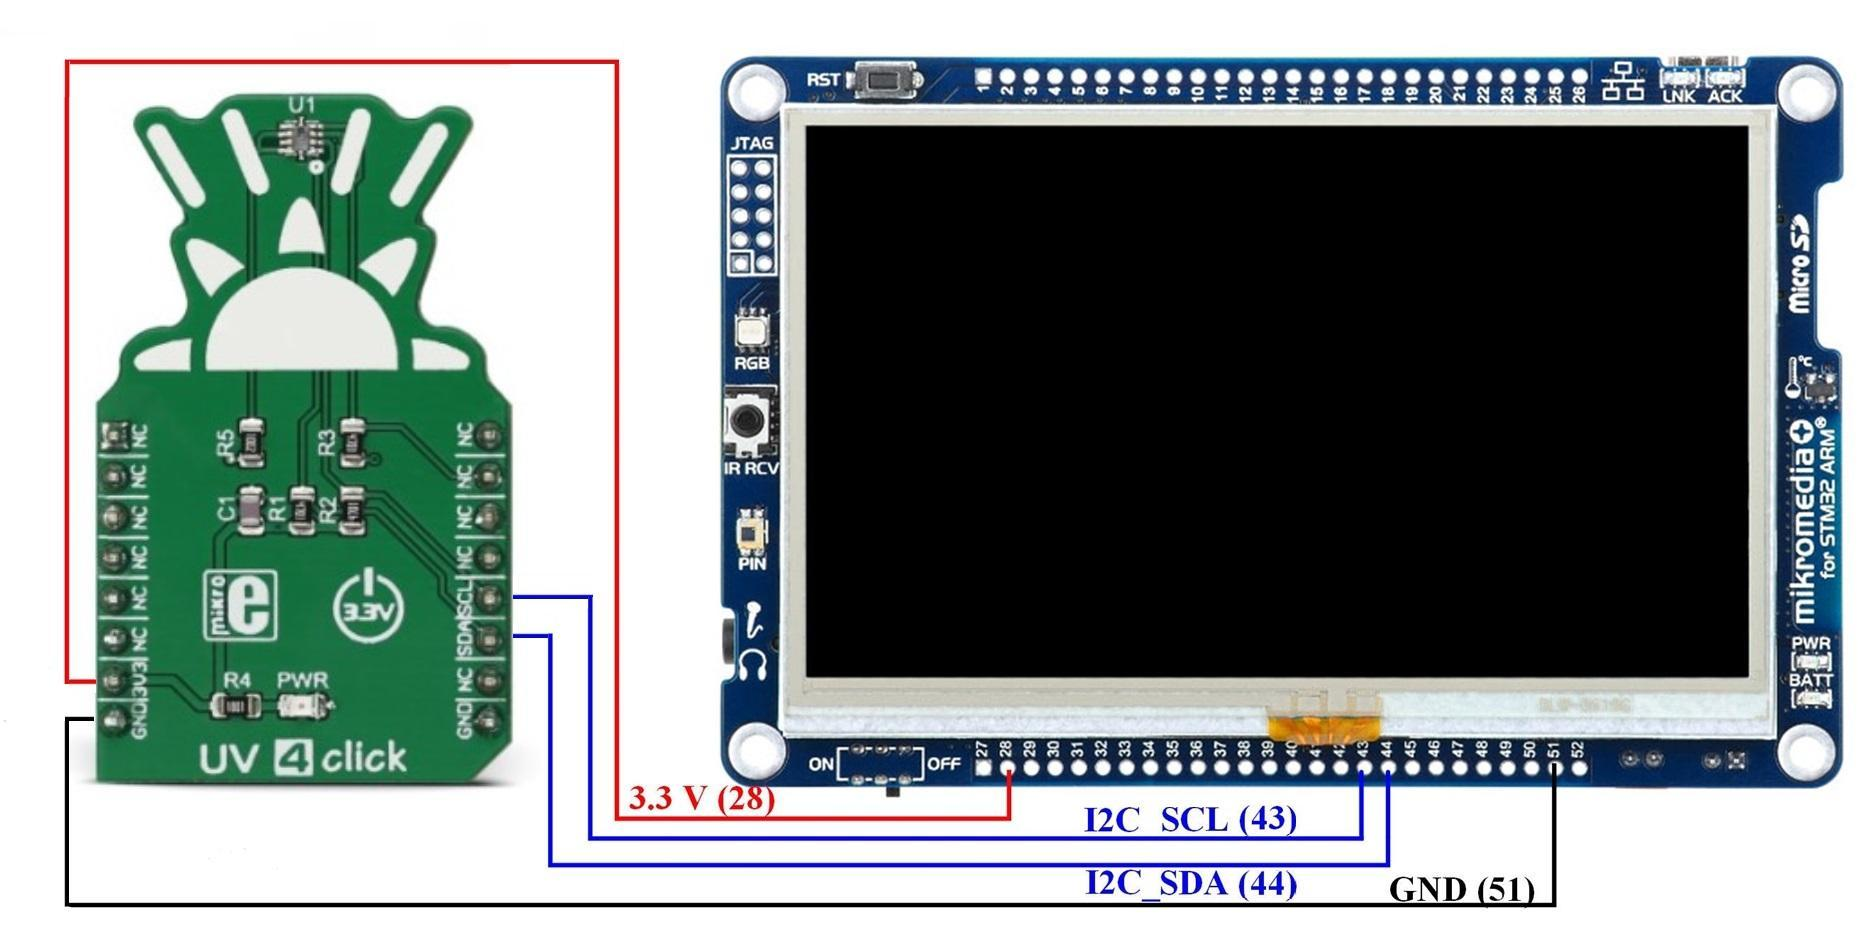 U1
NC
NC
NC
NC
NC
NC
3V3
GND
NC
NC
NC
NC
SCL
SDA
NC
GND
R5
R3
C1
R1
R2
mikro
e
3.3V
R4
PWR
UV 4 click
RST
1 2 3 4 5 6 7 8 9 10 11 12 13 14 15 16 17 18 19 20 21 22 23 24 25 26
LNK ACK
JTAG
RGB
IR RCV
PIN
micro SD
°C
mikromedia
for STM32 ARM®
PWR
BATT
ON OFF
27 28 29 30 31 32 33 34 35 36 37 38 39 40 41 42 43 44 45 46 47 48 49 50 51 52
3.3 V (28)
I2C_SCL (43)
I2C_SDA (44)
GND (51)